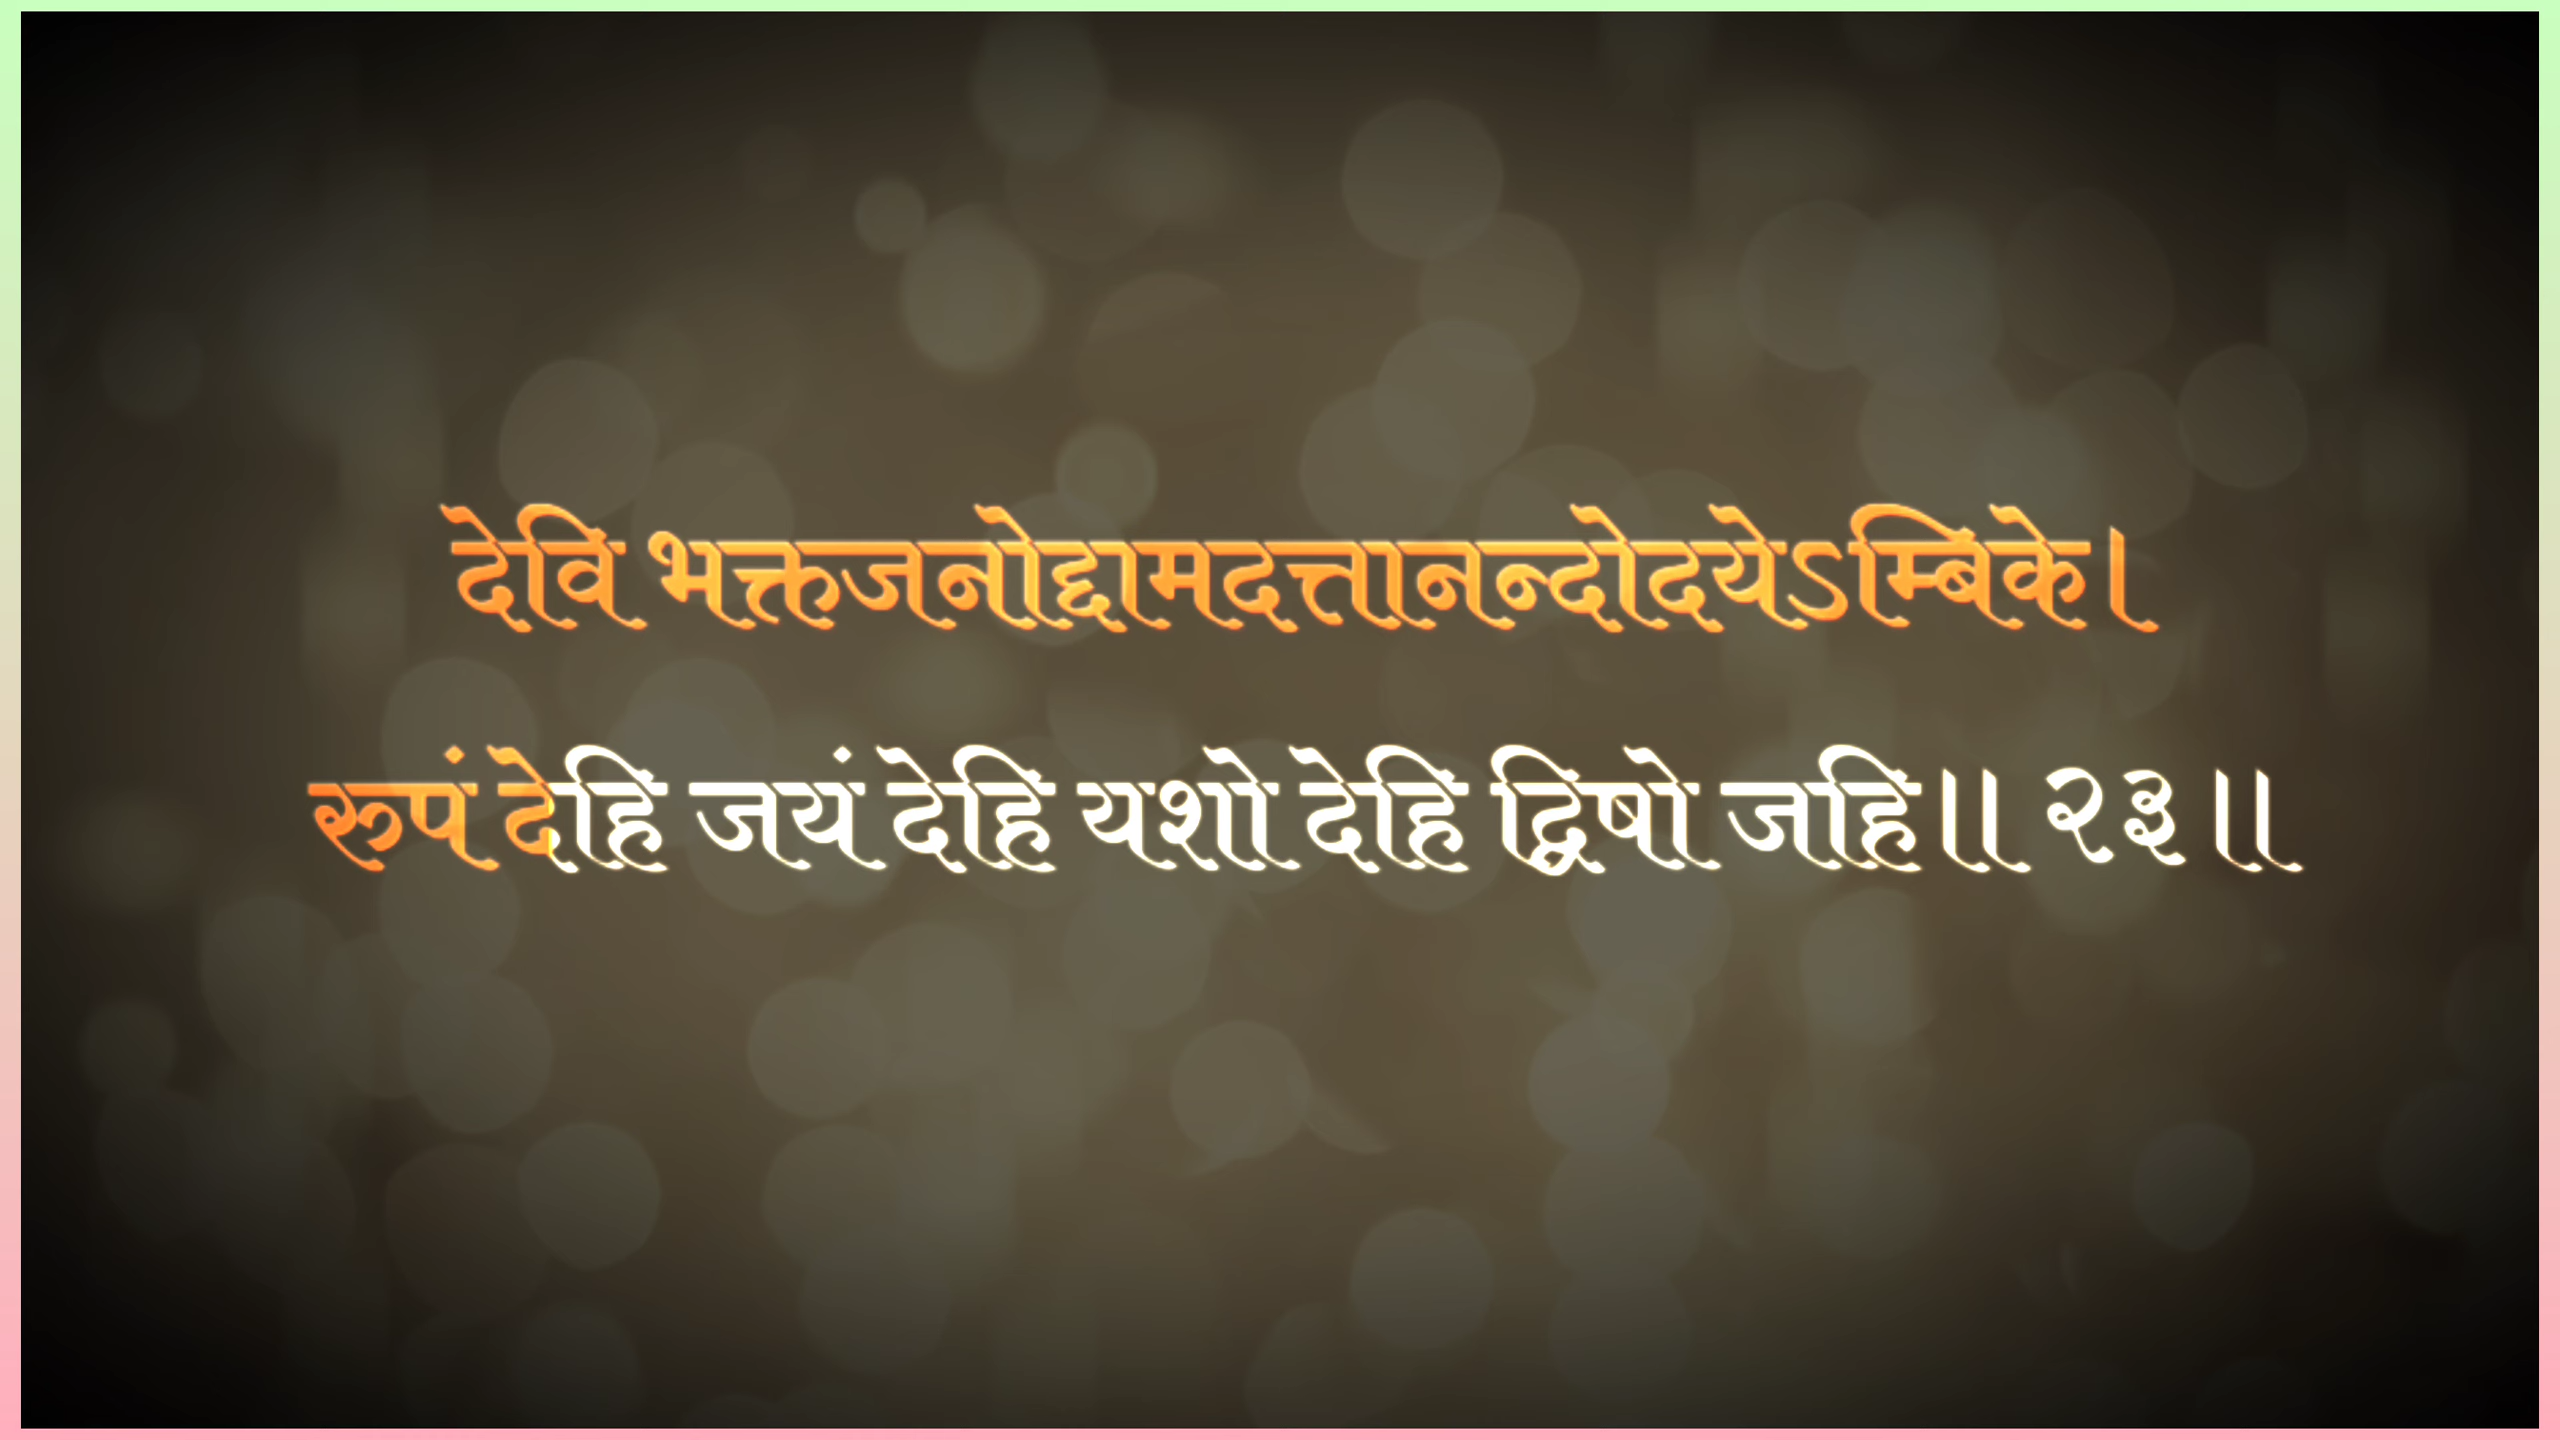 देवि भक्तजनोद्दामदत्तानन्दोदयेऽम्बिके।
रूपं देहि जयं देहि यशो देहि द्विषो जहि॥ २३ ॥